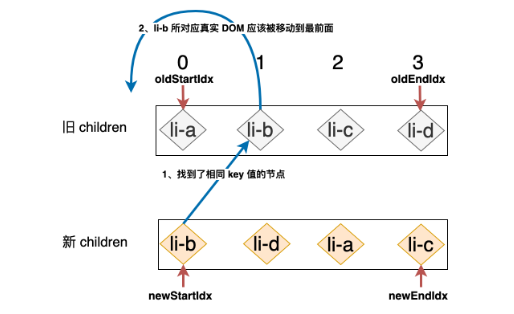 2、li-b 所对应真实 DOM 应该被移动到最前面
0 1 2 3
oldStartIdx oldEndIdx
旧 children li-a li-b li-c li-d
1、找到了相同 key 值的节点
新 children li-b li-d li-a li-c
newStartIdx newEndIdx